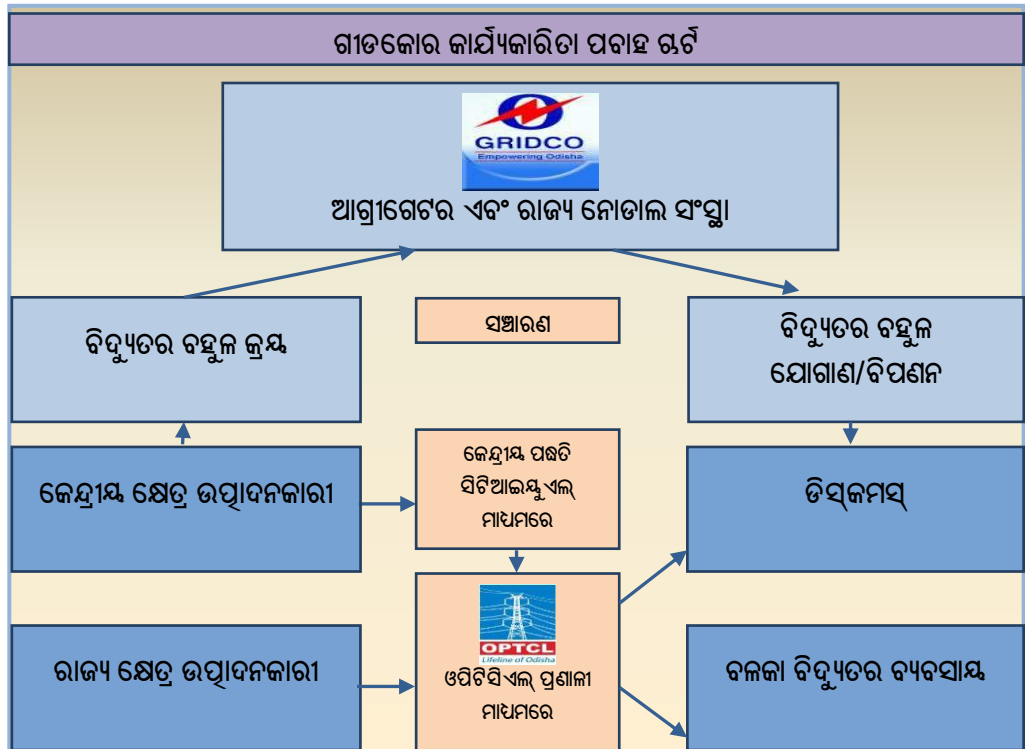 ଗୀଡକୋର କାର୍ଯ୍ୟକାରିତା ପବାହ ଋର୍ଟ
GRIDCO
Empowering Odisha
ଆଗ୍ରୀଗେଟର ଏବଂ ରାଜ୍ୟ ନୋଡାଲ ସଂସ୍ଥା
ବିଦ୍ୟୁତର ବହୁଳ କ୍ରୟ
ସଞ୍ଚାରଣ
ବିଦ୍ୟୁତର ବହୁଳ
ଯୋଗାଣ/ବିପଣନ
କେନ୍ଦ୍ରୀୟ କ୍ଷେତ୍ର ଉତ୍ପାଦନକାରୀ
କେନ୍ଦ୍ରୀୟ ପଦ୍ଧତି
ସିଟିଆଇୟୁଏଲ୍
ମାଧ୍ୟମରେ
ଡିସ୍‌କମସ୍
ରାଜ୍ୟ କ୍ଷେତ୍ର ଉତ୍ପାଦନକାରୀ
OPTCL
Lifeline of Odisha
ଓପିଟିସିଏଲ୍ ପ୍ରଣାଳୀ
ମାଧ୍ୟମରେ
ବଳକା ବିଦ୍ୟୁତର ବ୍ୟବସାୟ